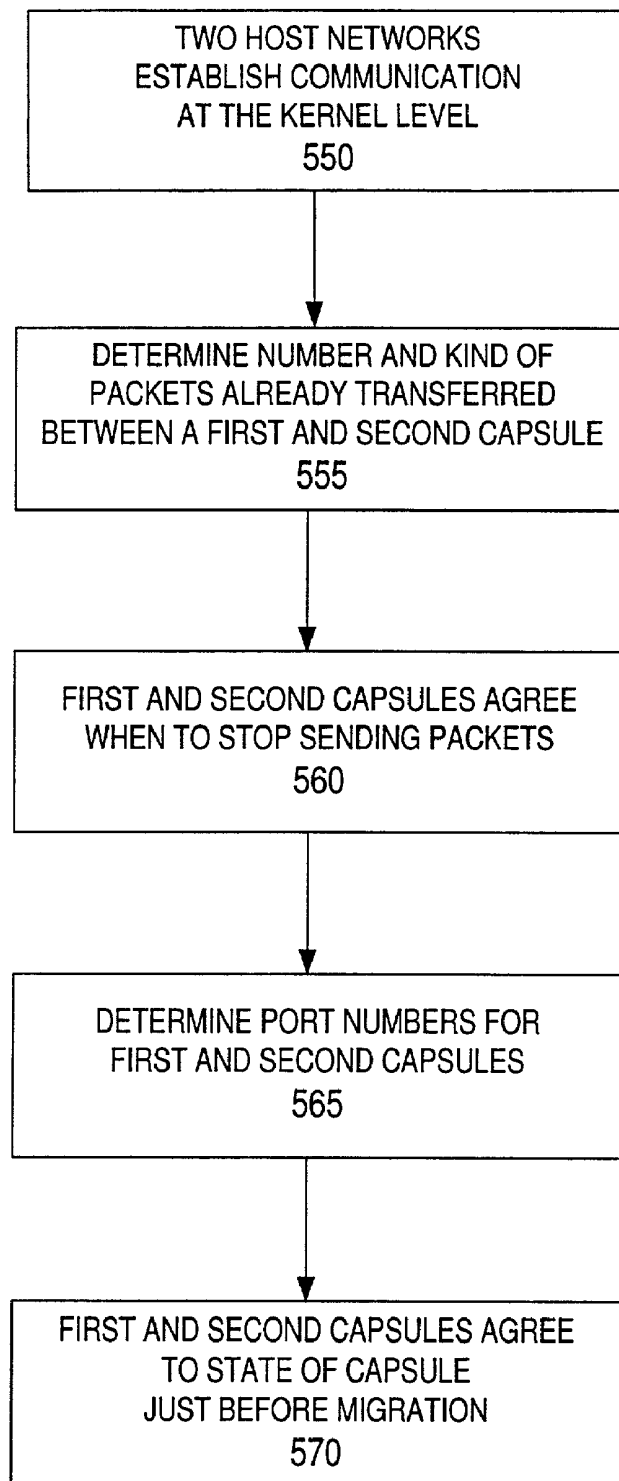 TWO HOST NETWORKS
ESTABLISH COMMUNICATION
AT THE KERNEL LEVEL
550
DETERMINE NUMBER AND KIND OF
PACKETS ALREADY TRANSFERRED
BETWEEN A FIRST AND SECOND CAPSULE
555
FIRST AND SECOND CAPSULES AGREE
WHEN TO STOP SENDING PACKETS
560
DETERMINE PORT NUMBERS FOR
FIRST AND SECOND CAPSULES
565
FIRST AND SECOND CAPSULES AGREE
TO STATE OF CAPSULE
JUST BEFORE MIGRATION
570